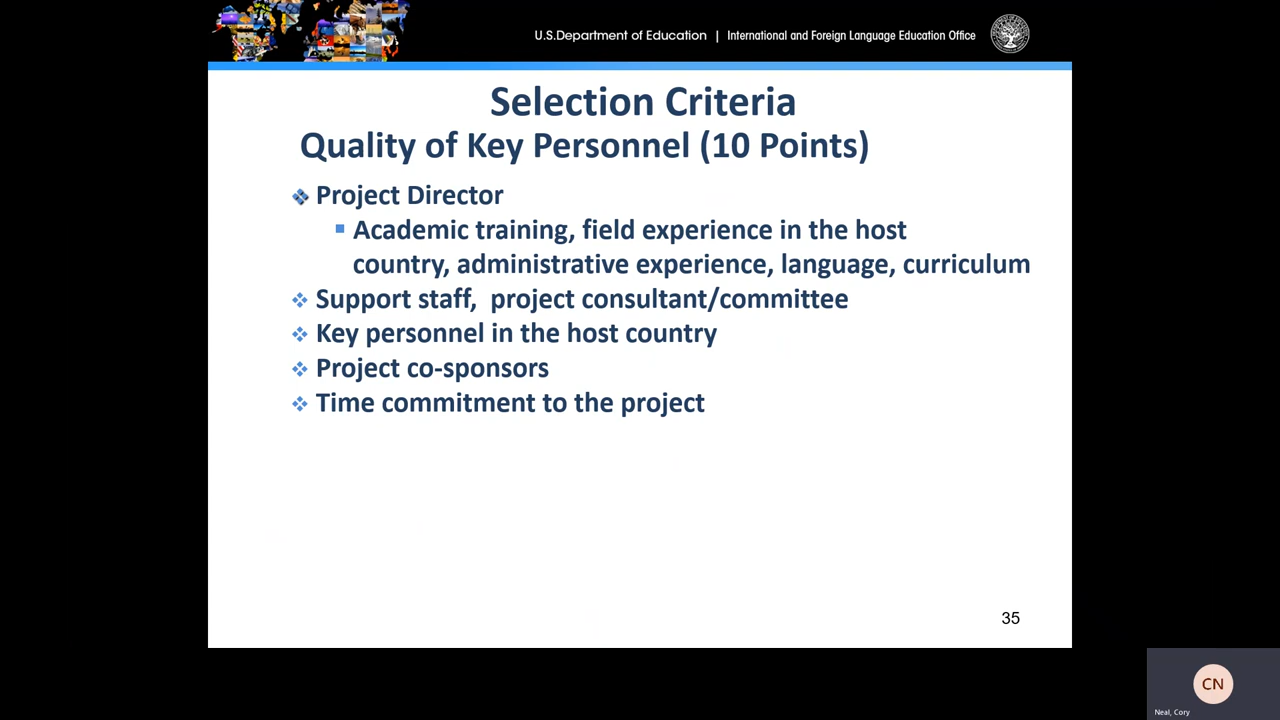 U.S.Department of Education | International and Foreign Language Education Office
Selection Criteria
Quality of Key Personnel (10 Points)
Project Director
Academic training, field experience in the host
country, administrative experience, language, curriculum
Support staff, project consultant/committee
Key personnel in the host country
Project co-sponsors
Time commitment to the project
35
CN
Neal, Cory